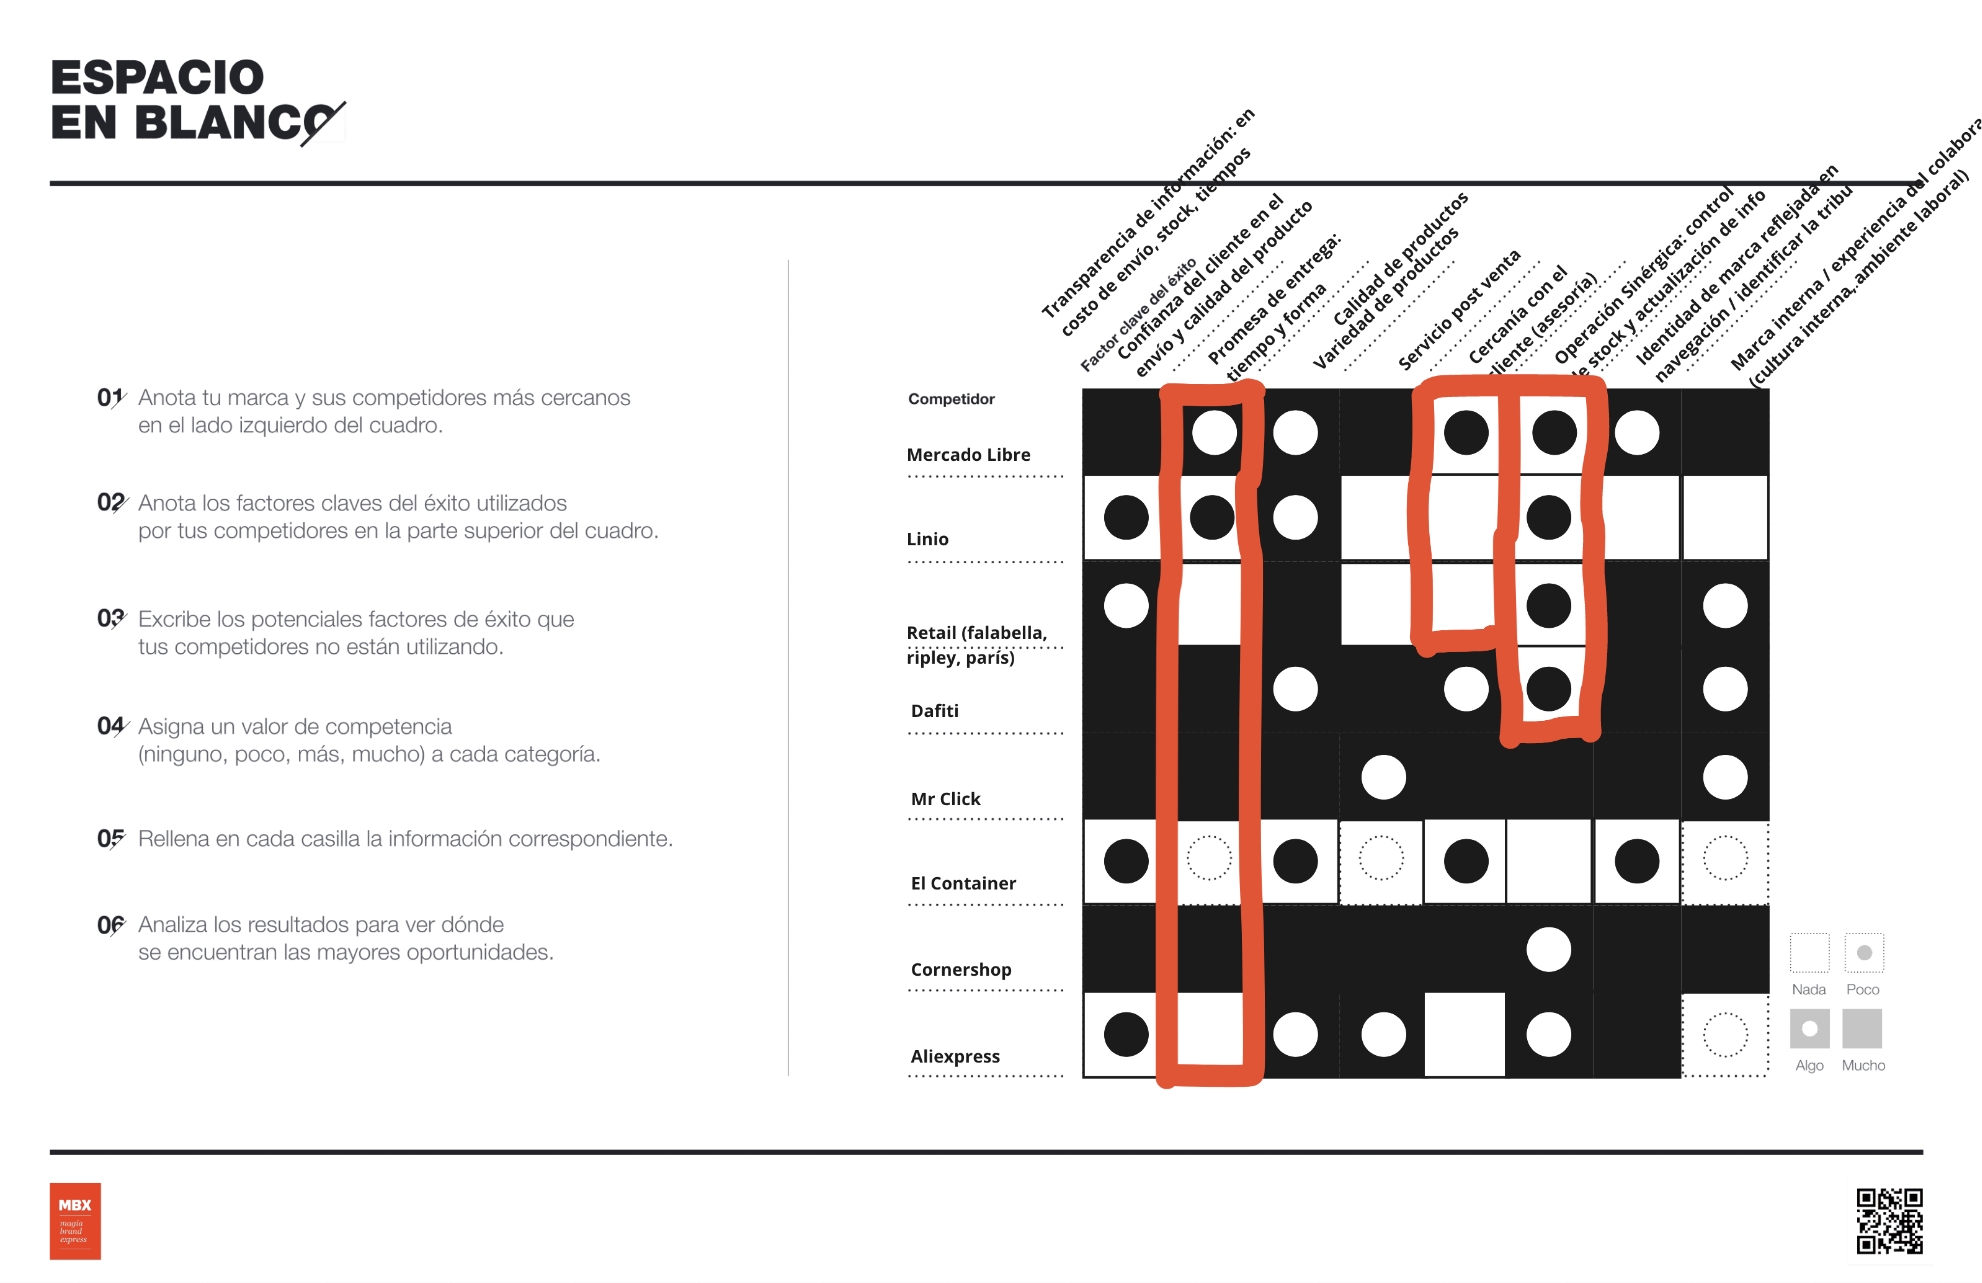 ESPACIO
EN BLANCO
01 Anota tu marca y sus competidores más cercanos
en el lado izquierdo del cuadro.
02 Anota los factores claves del éxito utilizados
por tus competidores en la parte superior del cuadro.
03 Excribe los potenciales factores de éxito que
tus competidores no están utilizando.
04 Asigna un valor de competencia
(ninguno, poco, más, mucho) a cada categoría.
05 Rellena en cada casilla la información correspondiente.
06 Analiza los resultados para ver dónde
se encuentran las mayores oportunidades.
Transparencia de información: en
costo de envío, stock, tiempos
Factor clave del éxito
Confianza del cliente en el
envío y calidad del producto
Promesa de entrega:
tiempo y forma
Calidad de productos
Variedad de productos
Servicio post venta
Cercanía con el
cliente (asesoría)
Operación Sinérgica: control
de stock y actualización de info
Identidad de marca reflejada en
navegación / identificar la tribu
Marca interna / experiencia del
(cultura interna, ambiente laboral)
Competidor
Mercado Libre
Linio
Retail (falabella,
ripley, parís)
Dafiti
Mr Click
El Container
Cornershop
Aliexpress
Nada Poco
Algo Mucho
MBX
magia
brand
express